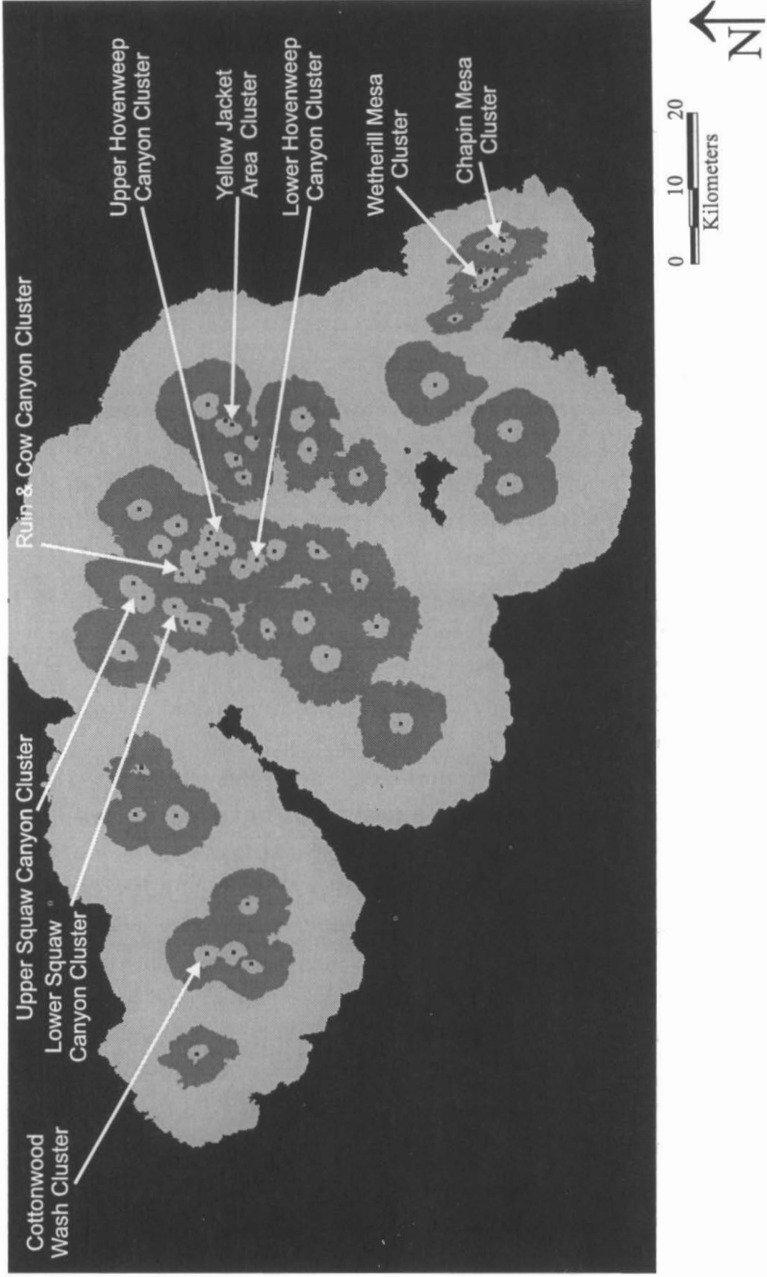 Cottonwood
Wash Cluster
Upper Squaw Canyon Cluster
Lower Squaw
Canyon Cluster
Ruin & Cow Canyon Cluster
Upper Hovenweep
Canyon Cluster
Yellow Jacket
Area Cluster
Lower Hovenweep
Canyon Cluster
Wetherill Mesa
Cluster
Chapin Mesa
Cluster
0 10 20
Kilometers
N